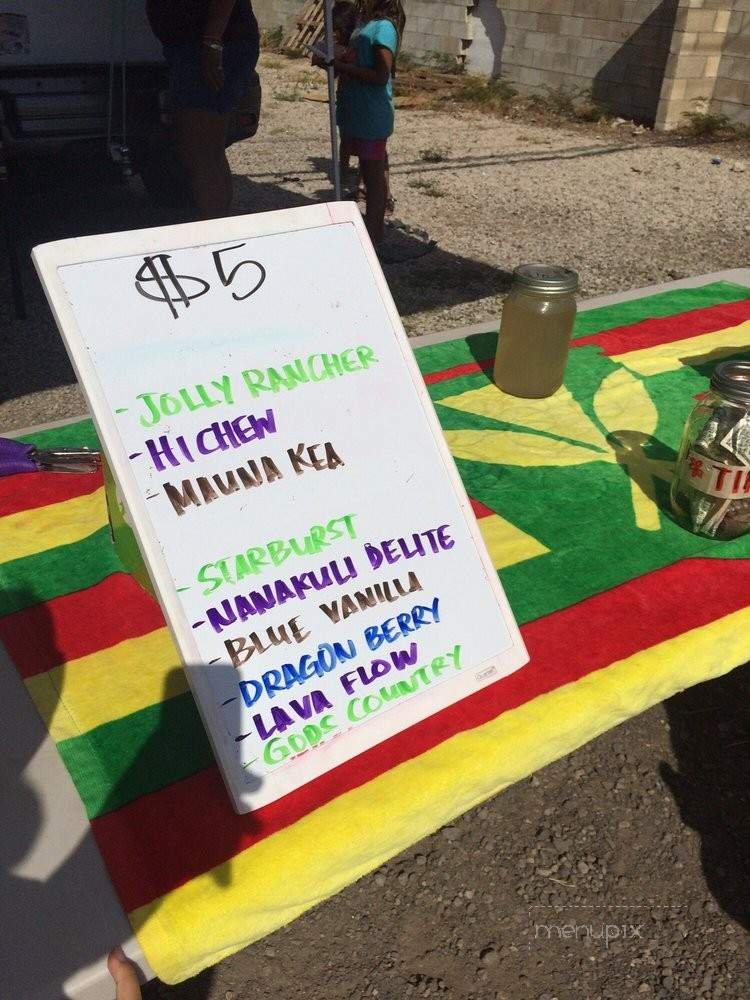 $5
- JOLLY RANCHER
- HI CHEW
- MAUNA KEA
- STARBURST
- NANAKULI DELITE
- BLUE VANILLA
- DRAGON BERRY
- LAVA FLOW
- GODS COUNTRY
TI
menupix